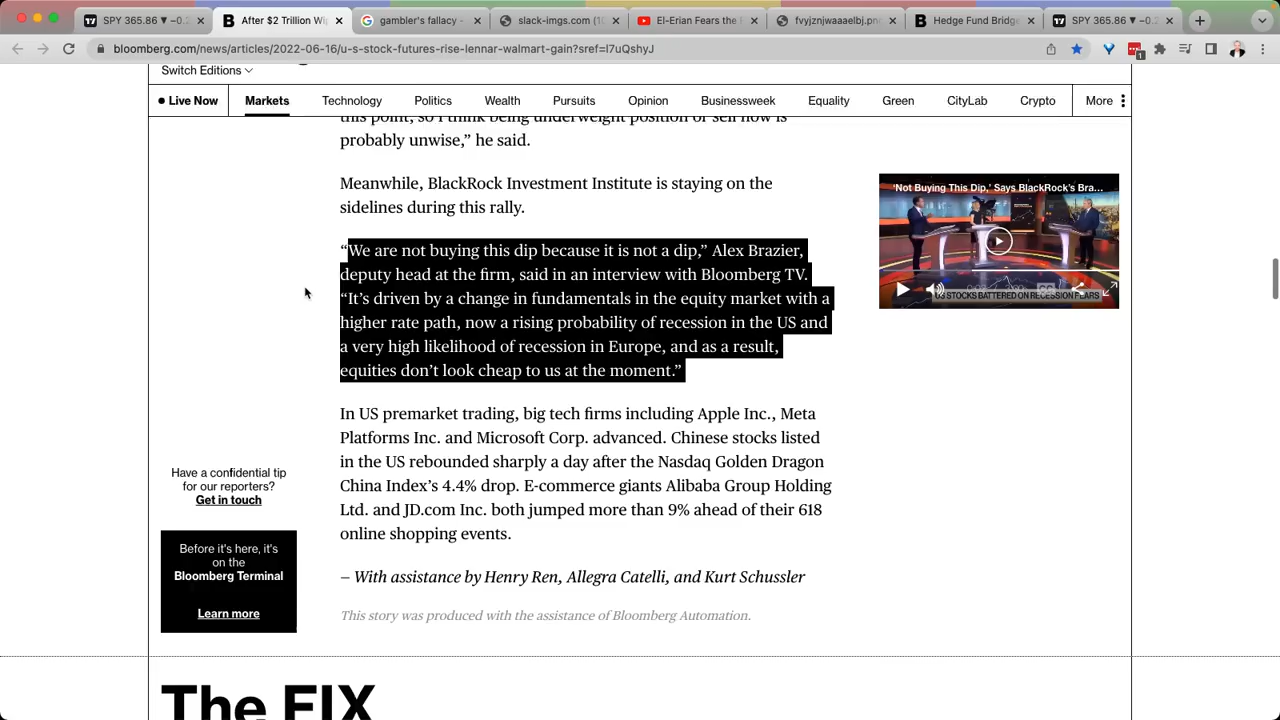 SPY 365.86 ▼ −0.2
After $2 Trillion Wi
gambler's fallacy -
slack-imgs.com (10
El-Erian Fears the
fvyjznjwaaaelbj.pn
Hedge Fund Bridge
SPY 365.86 ▼ −0.2
bloomberg.com/news/articles/2022-06-16/u-s-stock-futures-rise-lennar-walmart-gain?sref=l7uQshyJ
1
Switch Editions
Live Now
Markets
Technology
Politics
Wealth
Pursuits
Opinion
Businessweek
Equality
Green
CityLab
Crypto
More
this point, so I think being underweight position or sell now is
probably unwise,” he said.
Meanwhile, BlackRock Investment Institute is staying on the
sidelines during this rally.
“We are not buying this dip because it is not a dip,” Alex Brazier,
deputy head at the firm, said in an interview with Bloomberg TV.
“It’s driven by a change in fundamentals in the equity market with a
higher rate path, now a rising probability of recession in the US and
a very high likelihood of recession in Europe, and as a result,
equities don’t look cheap to us at the moment.”
In US premarket trading, big tech firms including Apple Inc., Meta
Platforms Inc. and Microsoft Corp. advanced. Chinese stocks listed
in the US rebounded sharply a day after the Nasdaq Golden Dragon
China Index’s 4.4% drop. E-commerce giants Alibaba Group Holding
Ltd. and JD.com Inc. both jumped more than 9% ahead of their 618
online shopping events.
– With assistance by Henry Ren, Allegra Catelli, and Kurt Schussler
This story was produced with the assistance of Bloomberg Automation.
‘Not Buying This Dip,’ Says BlackRock’s Bra...
CC
US STOCKS BATTERED ON RECESSION FEARS
Have a confidential tip
for our reporters?
Get in touch
Before it's here, it's
on the
Bloomberg Terminal
Learn more
The FIX